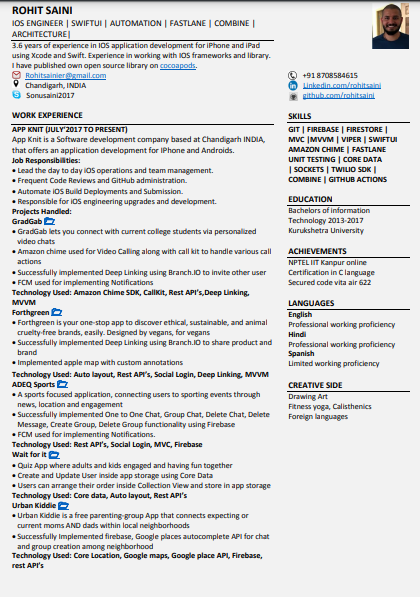 ROHIT SAINI
IOS ENGINEER | SWIFTUI | AUTOMATION | FASTLANE | COMBINE |
ARCHITECTURE|
3.6 years of experience in IOS application development for iPhone and iPad
using Xcode and Swift. Experience in working with IOS frameworks and library.
I have published own open source library on cocoapods.
Rohitsainier@gmail.com
Chandigarh, INDIA
Sonusaini2017
WORK EXPERIENCE
APP KNIT (JULY'2017 TO PRESENT)
App Knit is a Software development company based at Chandigarh INDIA,
that offers an application development for IPhone and Androids.
Job Responsibilities:
• Lead the day to day iOS operations and team management.
• Frequent Code Reviews and GitHub administration.
• Automate iOS Build Deployments and Submission.
• Responsible for iOS engineering upgrades and development.
Projects Handled:
GradGab
• GradGab lets you connect with current college students via personalized
video chats
• Amazon chime used for Video Calling along with call kit to handle various call
actions
• Successfully implemented Deep Linking using Branch.IO to invite other user
• FCM used for implementing Notifications.
Technology Used: Amazon Chime SDK, CallKit, Rest API's,Deep Linking,
MVVM
Forthgreen
• Forthgreen is your one-stop app to discover ethical, sustainable, and animal
cruelty-free brands, easily. Designed by vegans, for vegans
• Successfully implemented Deep Linking using Branch.IO to share product and
brand
• Implemented apple map with custom annotations
Technology Used: Auto layout, Rest API's, Social Login, Deep Linking, MVVM
ADEQ Sports
• A sports focused application, connecting users to sporting events through
news, location and engagement
• Successfully implemented One to One Chat, Group Chat, Delete Chat, Delete
Message, Create Group, Delete Group functionality using Firebase
• FCM used for implementing Notifications.
Technology Used: Rest API's, Social Login, MVC, Firebase
Wait for it
• Quiz App where adults and kids engaged and having fun together
• Create and Update User inside app storage using Core Data
• Users can arrange their order inside Collection View and store in app storage
Technology Used: Core data, Auto layout, Rest API's
Urban Kiddie
• Urban Kiddie is a free parenting-group App that connects expecting or
current moms AND dads within local neighborhoods
• Successfully Implemented firebase, Google places autocomplete API for chat
and group creation among neighborhood
Technology Used: Core Location, Google maps, Google place API, Firebase,
rest API's
+91 8708584615
Linkedin.com/rohitsaini
github.com/rohitsaini
SKILLS
GIT | FIREBASE | FIRESTORE |
MVC |MVVM | VIPER | SWIFTUI
AMAZON CHIME | FASTLANE
UNIT TESTING | CORE DATA
| SOCKETS | TWILIO SDK |
COMBINE | GITHUB ACTIONS
EDUCATION
Bachelors of information
Technology 2013-2017
Kurukshetra University
ACHIEVEMENTS
NPTEL IIT Kanpur online
Certification in C language
Secured code vita air 622
LANGUAGES
English
Professional working proficiency
Hindi
Professional working proficiency
Spanish
Limited working proficiency
CREATIVE SIDE
Drawing Art
Fitness yoga, Calisthenics
Foreign languages